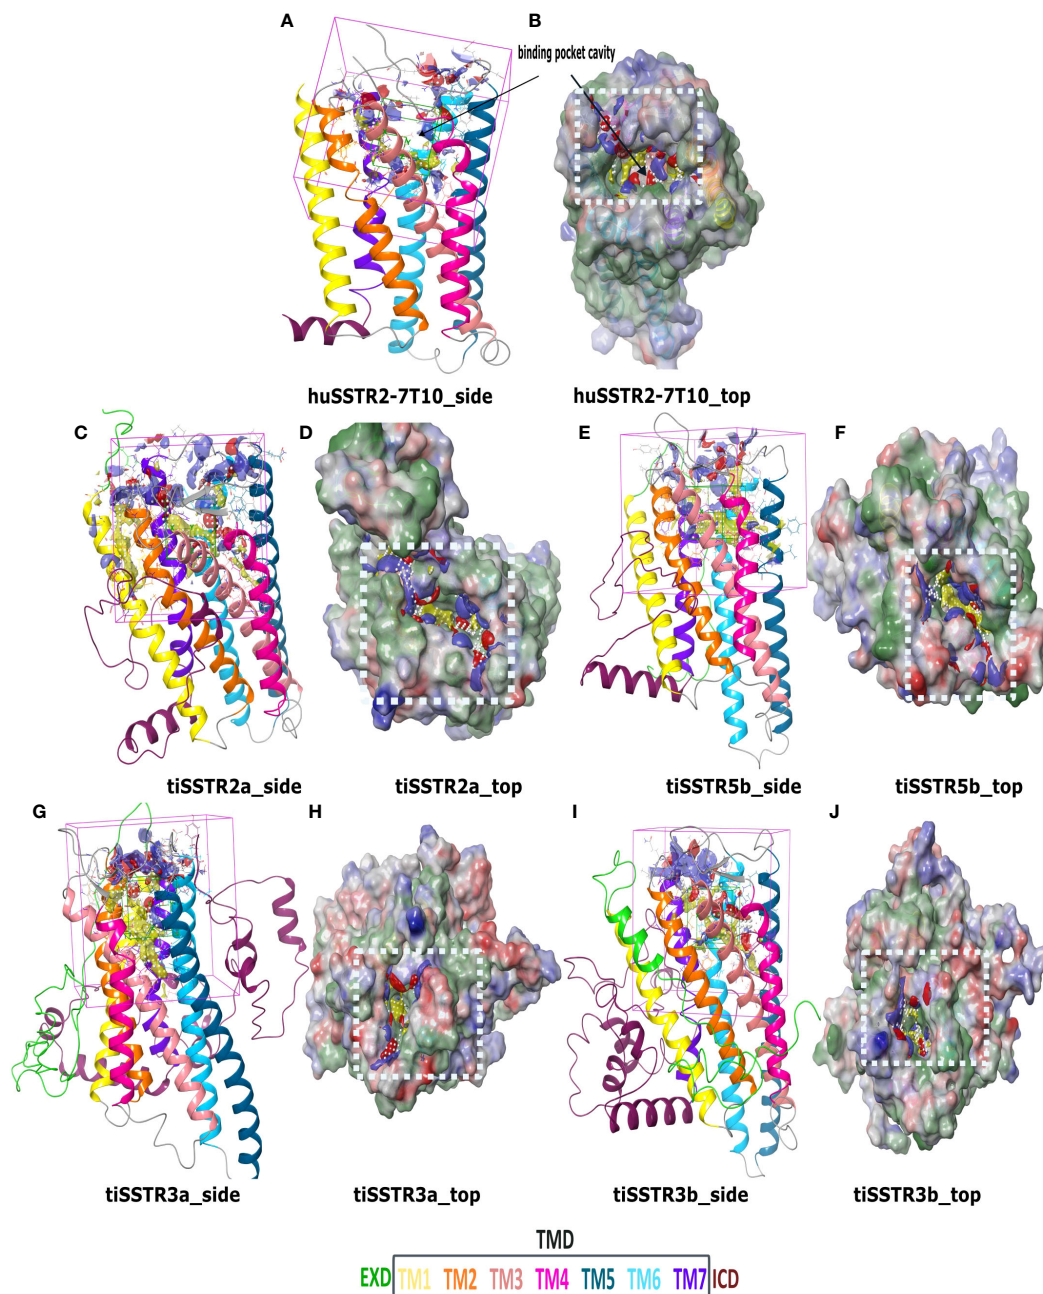 A
B
binding pocket cavity
huSSTR2-7T10_side
huSSTR2-7T10_top
C
D
E
F
tiSSTR2a_side
tiSSTR2a_top
tiSSTR5b_side
tiSSTR5b_top
G
H
I
J
tiSSTR3a_side
tiSSTR3a_top
tiSSTR3b_side
tiSSTR3b_top
TMD
EXD TM1 TM2 TM3 TM4 TM5 TM6 TM7 ICD